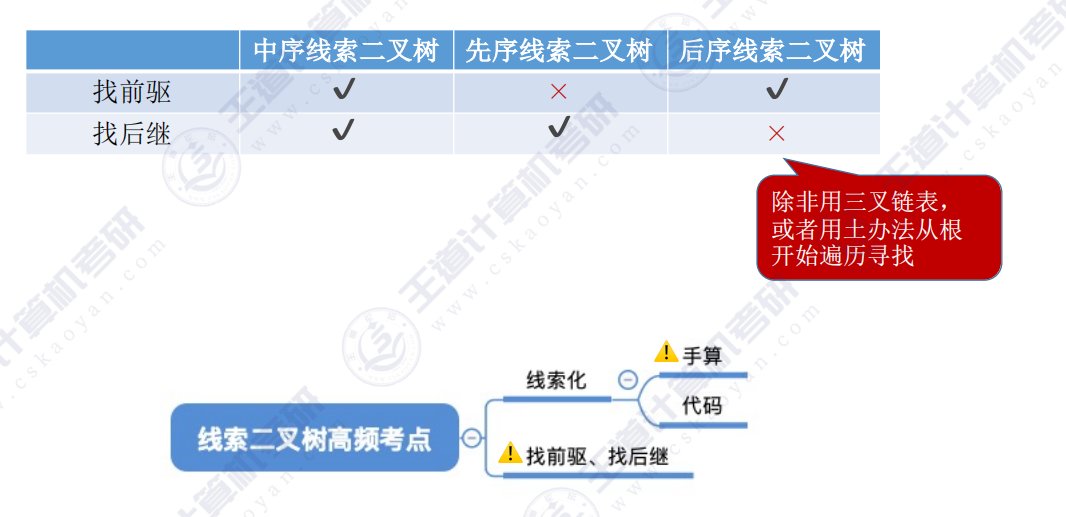 中序线索二叉树 先序线索二叉树 后序线索二叉树
找前驱 ✔ × ✔
找后继 ✔ ✔ ×
除非用三叉链表，
或者用土办法从根
开始遍历寻找
线索二叉树高频考点
线索化
手算
代码
找前驱、找后继
王道计算机考研
www.cskaoyan.com